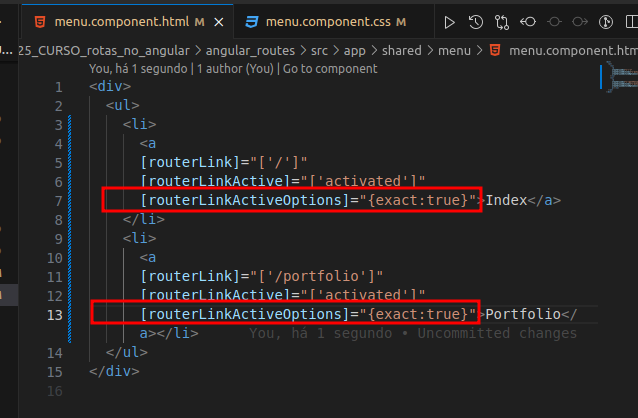 menu.component.html M
menu.component.css M
25_CURSO_rotas_no_angular > angular_routes > src > app > shared > menu > menu.component.htm
You, há 1 segundo | 1 author (You) | Go to component
1 <div>
2 <ul>
3 <li>
4 <a
5 [routerLink]="['/']"
6 [routerLinkActive]="['activated']"
7 [routerLinkActiveOptions]="{exact:true}">Index</a>
8 </li>
9 <li>
10 <a
11 [routerLink]="['/portfolio']"
12 [routerLinkActive]="['activated']"
13 [routerLinkActiveOptions]="{exact:true}">Portfolio</
a></li> You, há 1 segundo • Uncommitted changes
14 </ul>
15 </div>
16